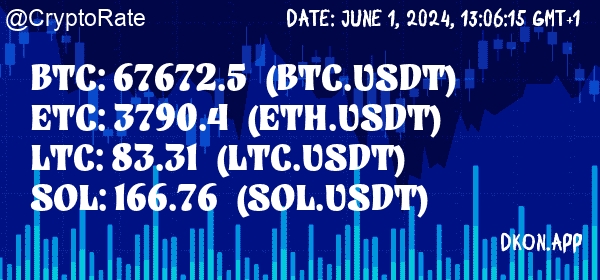 @CryptoRate
DATE: JUNE 1, 2024, 13:06:15 GMT+1
BTC: 67672.5 (BTC.USDT)
ETC: 3790.4 (ETH.USDT)
LTC: 83.31 (LTC.USDT)
SOL: 166.76 (SOL.USDT)
DKON.APP